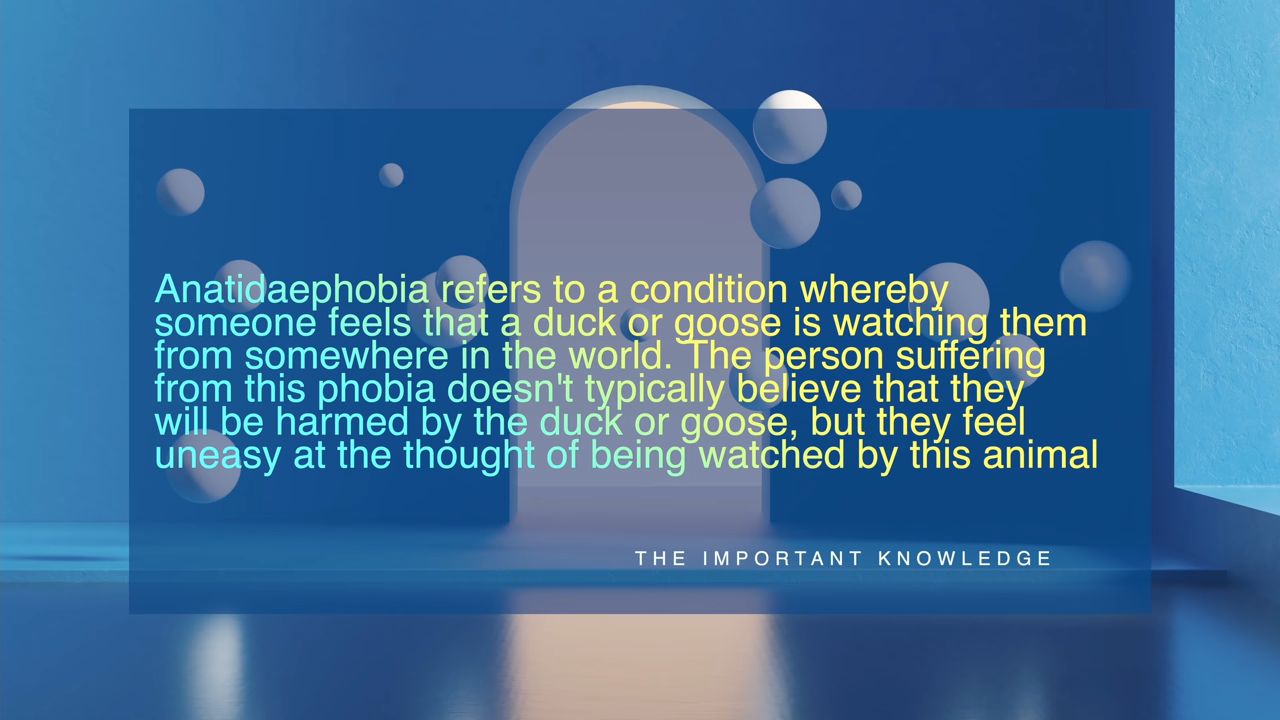 Anatidaephobia refers to a condition whereby
someone feels that a duck or goose is watching them
from somewhere in the world. The person suffering
from this phobia doesn't typically believe that they
will be harmed by the duck or goose, but they feel
uneasy at the thought of being watched by this animal
THE IMPORTANT KNOWLEDGE